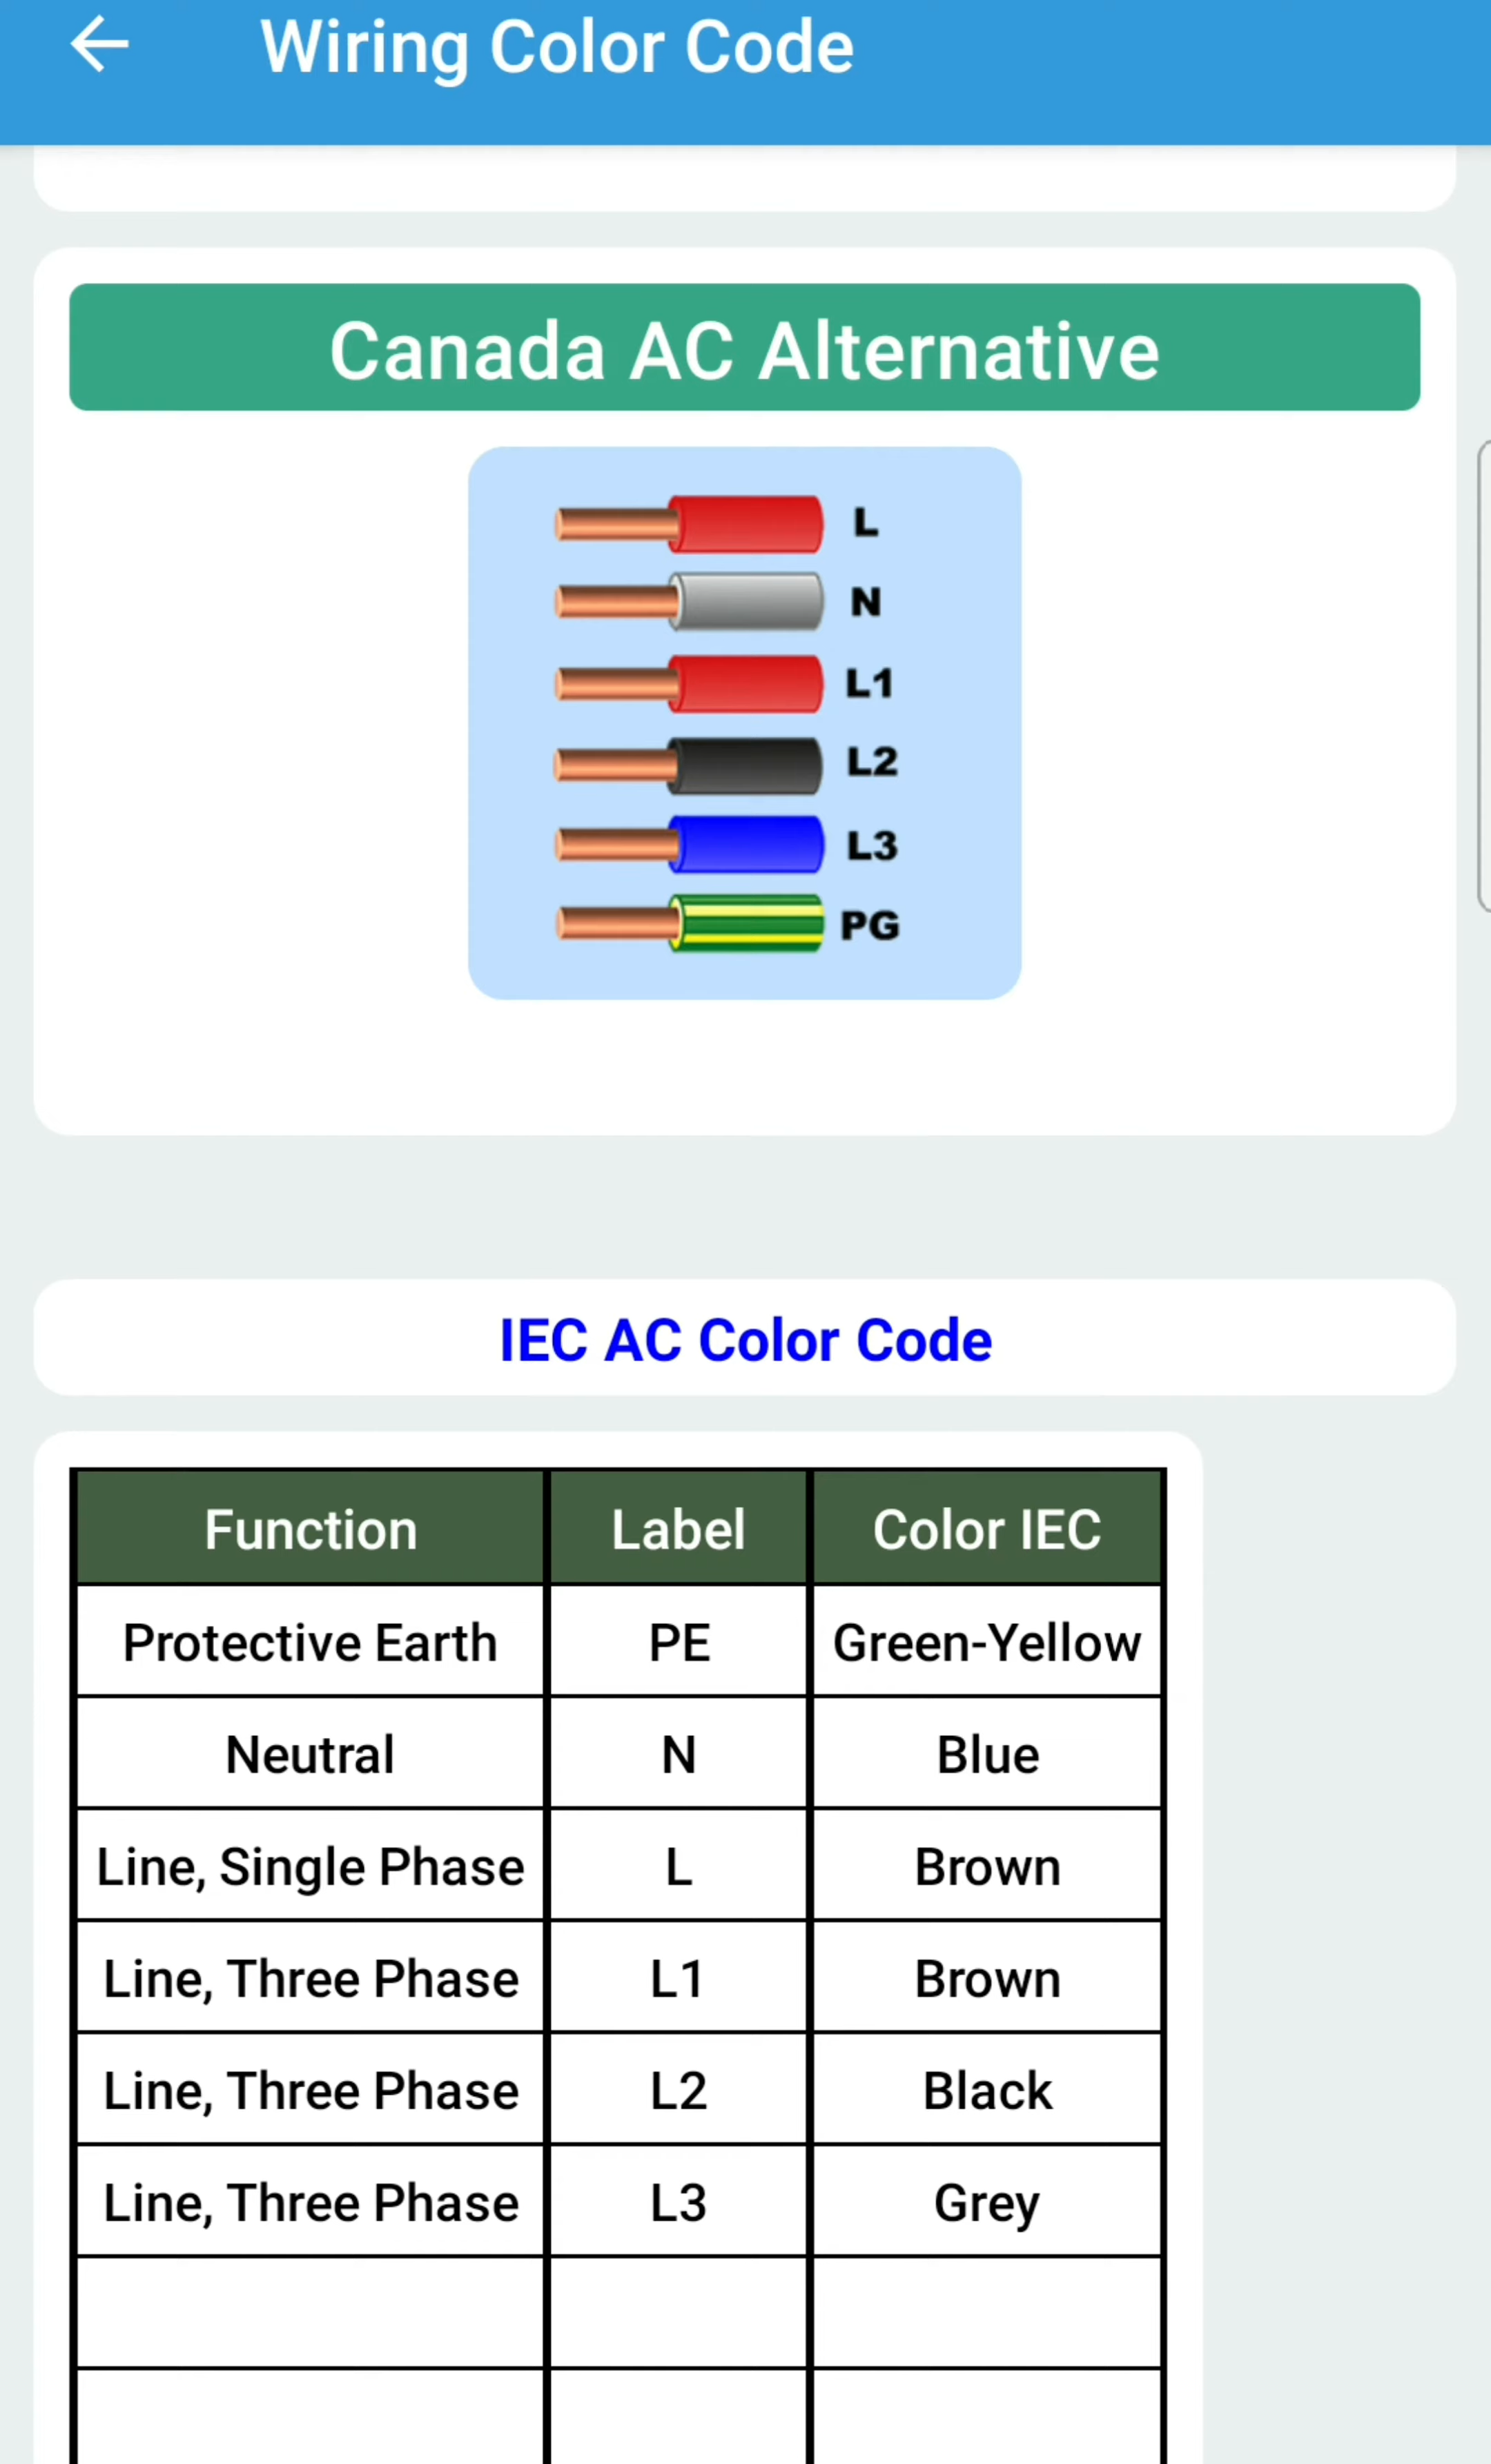 Wiring Color Code
Canada AC Alternative
L
N
L1
L2
L3
PG
IEC AC Color Code
Function Label Color IEC
Protective Earth PE Green-Yellow
Neutral N Blue
Line, Single Phase L Brown
Line, Three Phase L1 Brown
Line, Three Phase L2 Black
Line, Three Phase L3 Grey